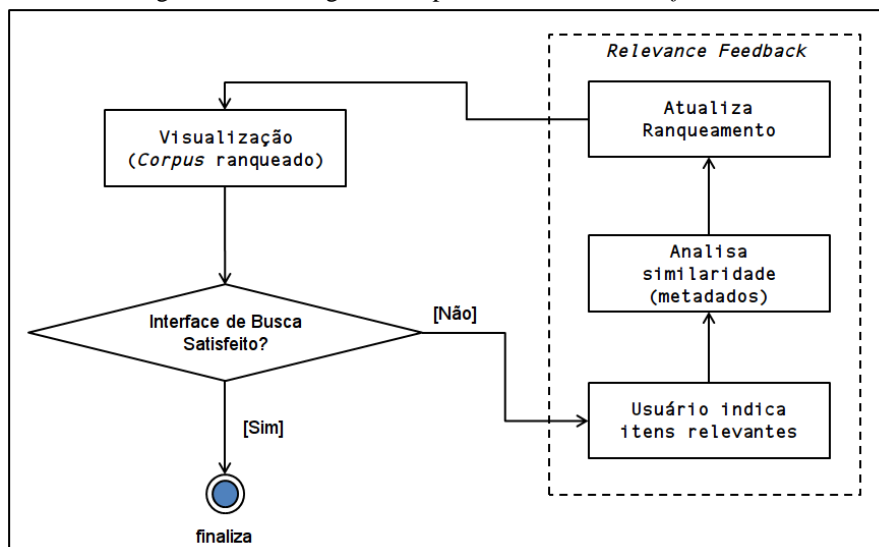 Relevance Feedback
Atualiza
Ranqueamento
Visualização
(Corpus ranqueado)
Analisa
similaridade
(metadados)
Interface de Busca
Satisfeito?
[Não]
Usuário indica
itens relevantes
[Sim]
finaliza